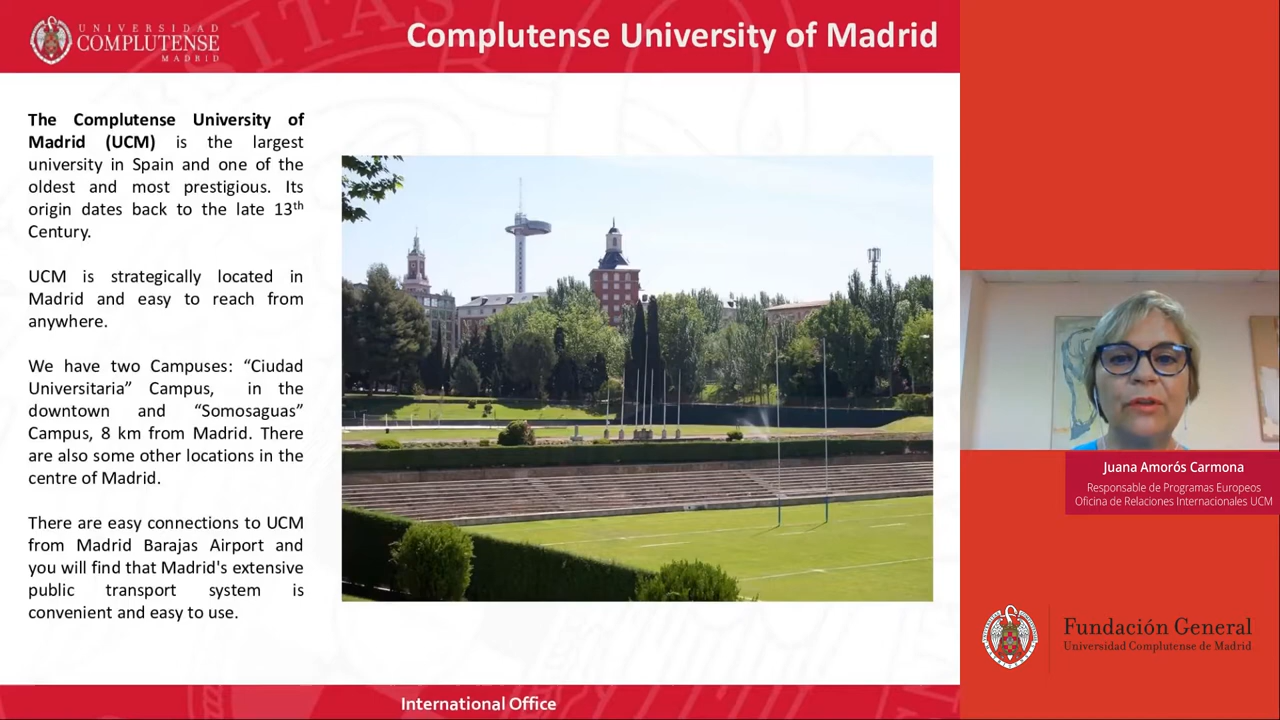 UNIVERSIDAD
COMPLUTENSE
MADRID
Complutense University of Madrid
The Complutense University of
Madrid (UCM) is the largest
university in Spain and one of the
oldest and most prestigious. Its
origin dates back to the late 13th
Century.
UCM is strategically located in
Madrid and easy to reach from
anywhere.
We have two Campuses: “Ciudad
Universitaria” Campus, in the
downtown and “Somosaguas”
Campus, 8 km from Madrid. There
are also some other locations in the
centre of Madrid.
There are easy connections to UCM
from Madrid Barajas Airport and
you will find that Madrid's extensive
public transport system is
convenient and easy to use.
International Office
Juana Amorós Carmona
Responsable de Programas Europeos
Oficina de Relaciones Internacionales UCM
Fundación General
Universidad Complutense de Madrid